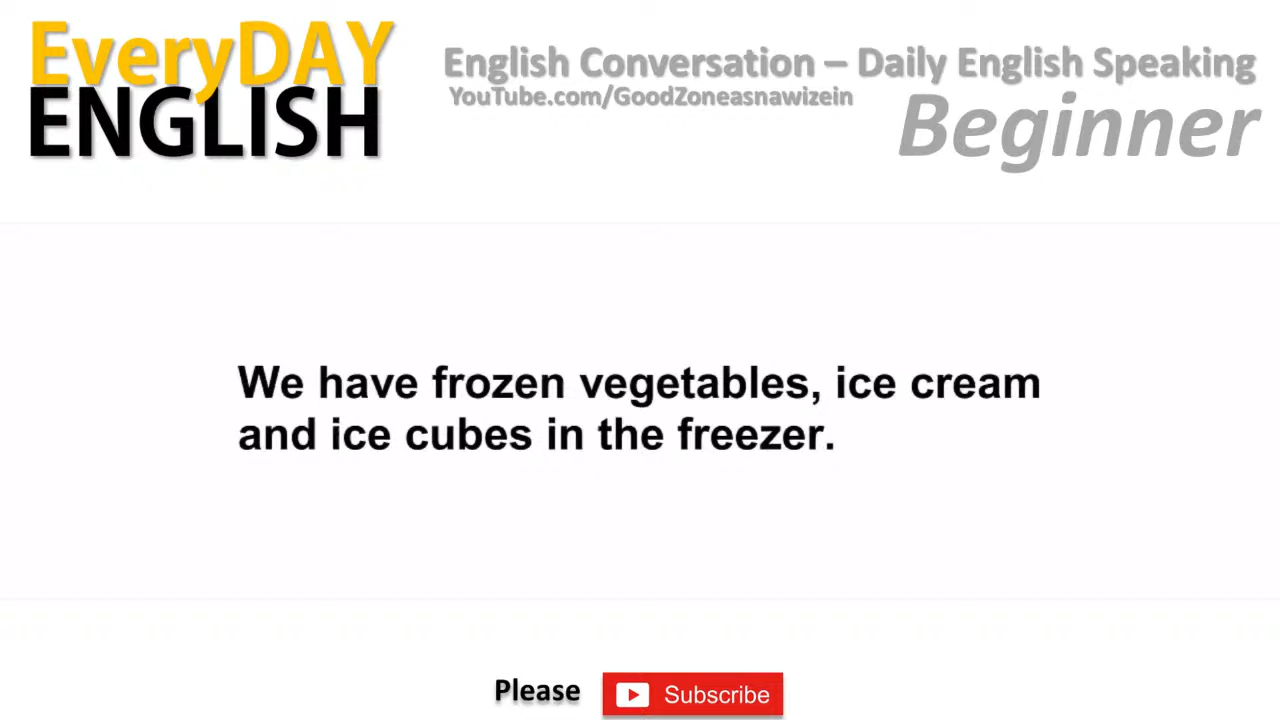 EveryDAY
ENGLISH
English Conversation – Daily English Speaking
YouTube.com/GoodZoneasnawizein
Beginner
We have frozen vegetables, ice cream
and ice cubes in the freezer.
Please
Subscribe